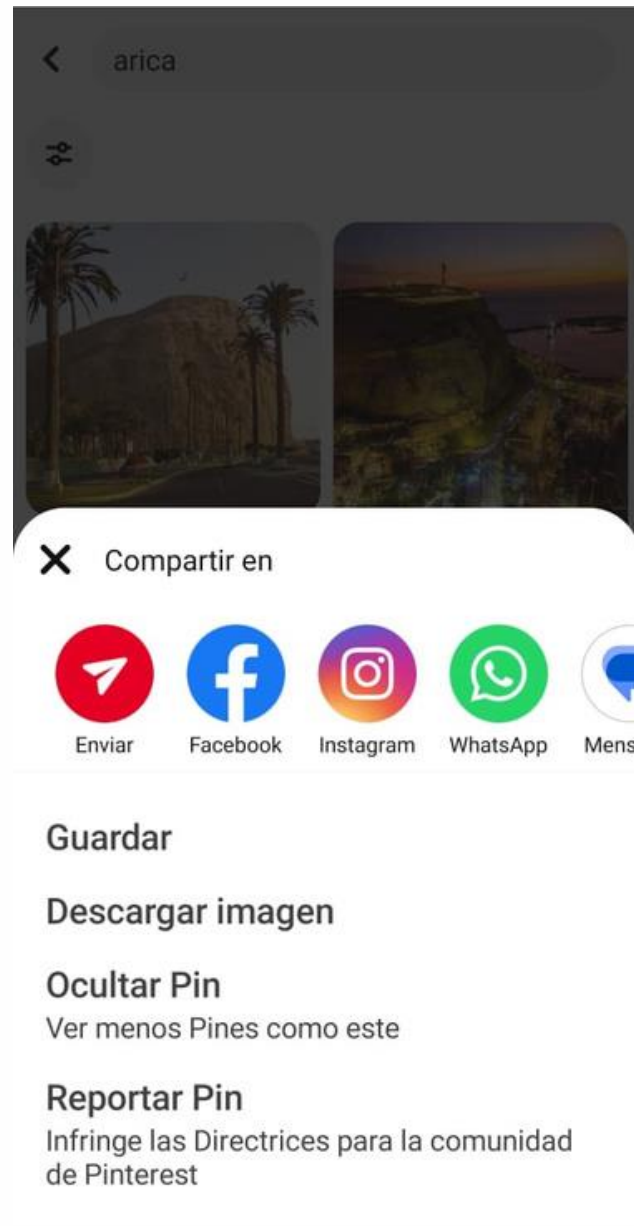 arica
Compartir en
Enviar
Facebook
Instagram
WhatsApp
Mens
Guardar
Descargar imagen
Ocultar Pin
Ver menos Pines como este
Reportar Pin
Infringe las Directrices para la comunidad
de Pinterest